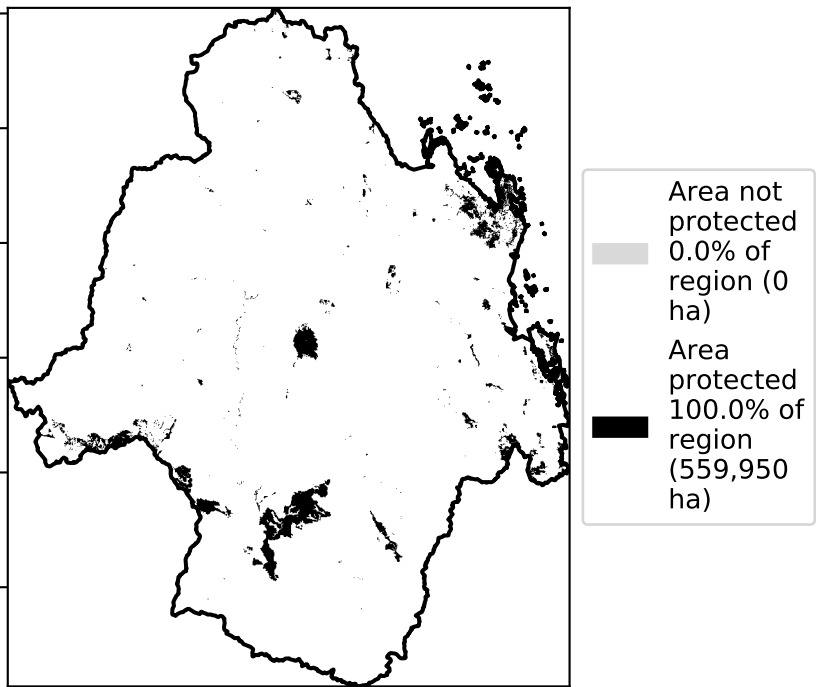 Area not
protected
0.0% of
region (0
ha)
Area
protected
100.0% of
region
(559,950
ha)